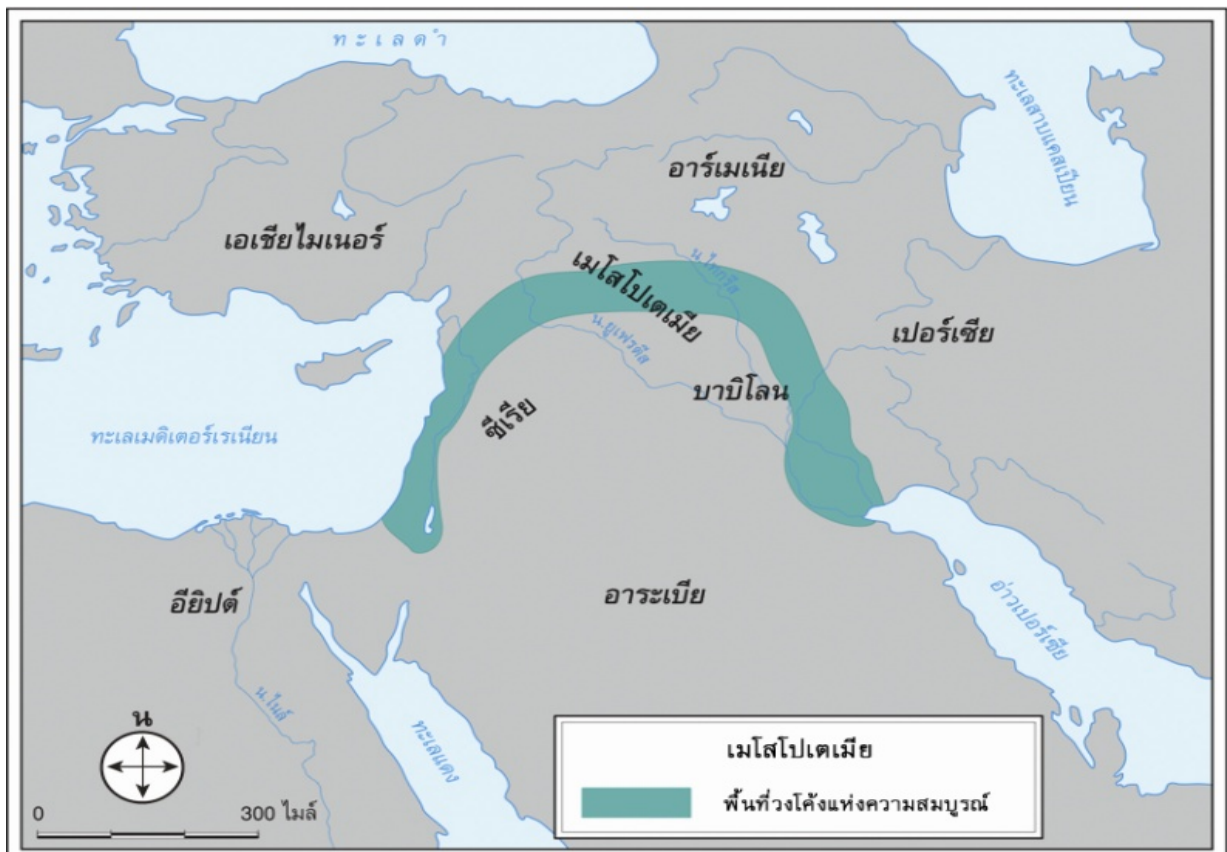 ทะเลดำ
ทะเลสาบแคสเปียน
อาร์เมเนีย
เอเชียไมเนอร์
น.ไทกรีส
เมโสโปเตเมีย
น.ยูเฟรตีส
เปอร์เซีย
บาบิโลน
ซีเรีย
ทะเลเมดิเตอร์เรเนียน
อียิปต์
อาระเบีย
อ่าวเปอร์เซีย
น.ไนล์
ทะเลแดง
น
0 300 ไมล์
เมโสโปเตเมีย
พื้นที่วงโค้งแห่งความสมบูรณ์